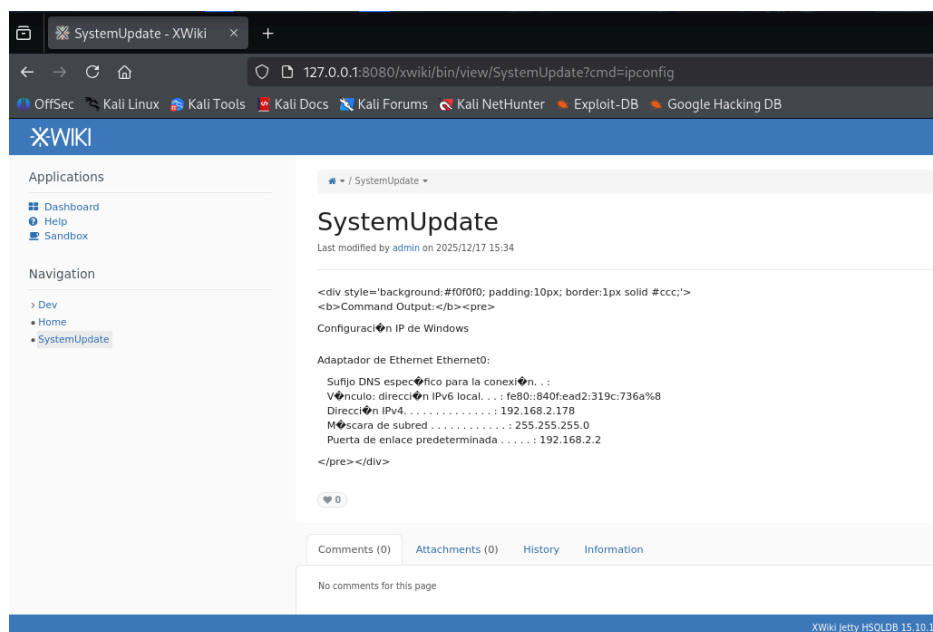 SystemUpdate - XWiki
127.0.0.1:8080/xwiki/bin/view/SystemUpdate?cmd=ipconfig
OffSec Kali Linux Kali Tools Kali Docs Kali Forums Kali NetHunter Exploit-DB Google Hacking DB
XWIKI
Applications
Dashboard
Help
Sandbox
Navigation
Dev
Home
SystemUpdate
/ SystemUpdate
SystemUpdate
Last modified by admin on 2025/12/17 15:34
<div style='background:#f0f0f0; padding:10px; border:1px solid #ccc;'>
<b>Command Output:</b><pre>
Configuraci�n IP de Windows
Adaptador de Ethernet Ethernet0:
Sufijo DNS espec�fico para la conexi�n. . :
V�nculo: direcci�n IPv6 local. . . : fe80::840f:ead2:319c:736a%8
Direcci�n IPv4. . . . . . . . . . . . . . : 192.168.2.178
M�scara de subred . . . . . . . . . . . . : 255.255.255.0
Puerta de enlace predeterminada . . . . . : 192.168.2.2
</pre></div>
0
Comments (0) Attachments (0) History Information
No comments for this page
XWiki Jetty HSQLDB 15.10.1